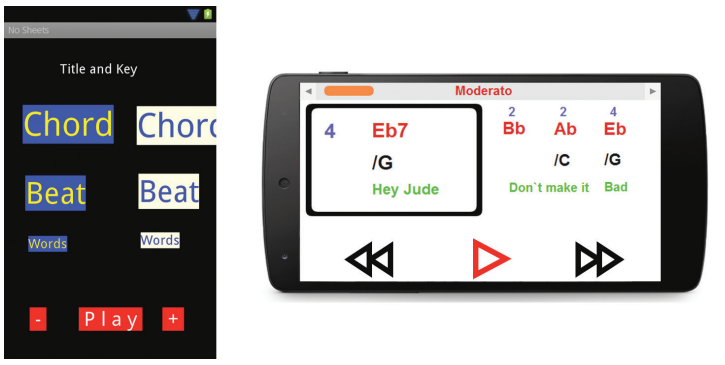 No Sheets
Title and Key
Chord Chord
Beat Beat
Words Words
- Play +
Moderato
4 Eb7
/G
Hey Jude
2 2 4
Bb Ab Eb
/C /G
Don`t make it Bad